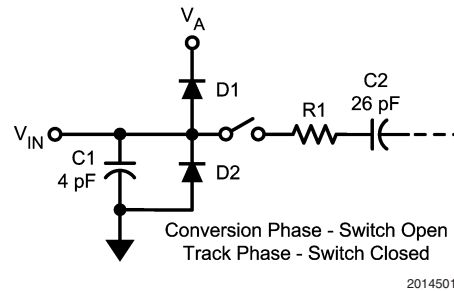 VA
D1
C2
26 pF
R1
VIN
C1
4 pF
D2
Conversion Phase - Switch Open
Track Phase - Switch Closed
2014501